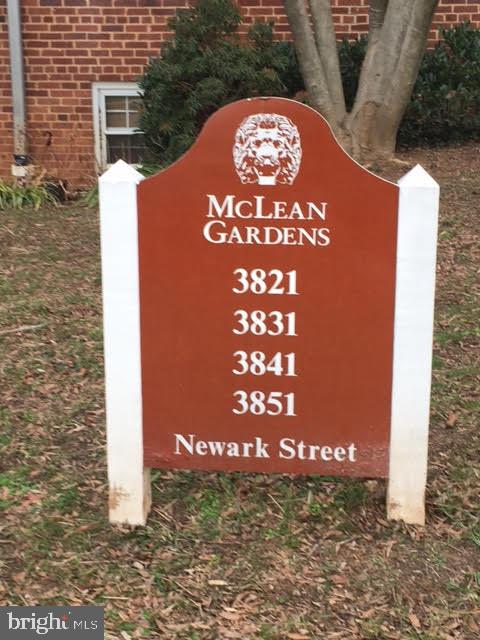 McLean
Gardens
3821
3831
3841
3851
Newark Street
bright MLS